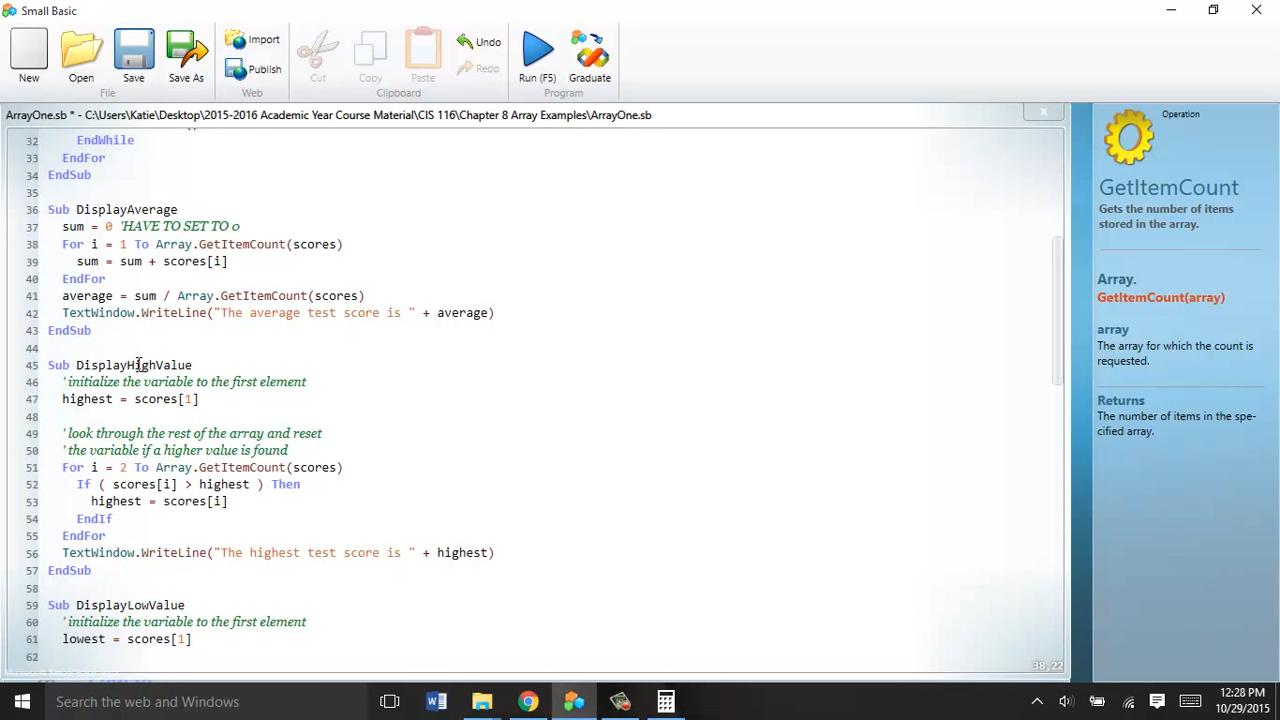 Small Basic
New
Open
Save
Save As
File
Import
Publish
Web
Cut
Copy
Paste
Undo
Redo
Clipboard
Run (F5)
Graduate
Program
ArrayOne.sb * - C:\Users\Katie\Desktop\2015-2016 Academic Year Course Material\CIS 116\Chapter 8 Array Examples\ArrayOne.sb
32 EndWhile
33 EndFor
34 EndSub
35
36 Sub DisplayAverage
37 sum = 0 'HAVE TO SET TO 0
38 For i = 1 To Array.GetItemCount(scores)
39 sum = sum + scores[i]
40 EndFor
41 average = sum / Array.GetItemCount(scores)
42 TextWindow.WriteLine("The average test score is " + average)
43 EndSub
44
45 Sub DisplayHighValue
46 ' initialize the variable to the first element
47 highest = scores[1]
48
49 ' look through the rest of the array and reset
50 ' the variable if a higher value is found
51 For i = 2 To Array.GetItemCount(scores)
52 If ( scores[i] > highest ) Then
53 highest = scores[i]
54 EndIf
55 EndFor
56 TextWindow.WriteLine("The highest test score is " + highest)
57 EndSub
58
59 Sub DisplayLowValue
60 ' initialize the variable to the first element
61 lowest = scores[1]
62
38,22
Operation
GetItemCount
Gets the number of items
stored in the array.
Array.
GetItemCount(array)
array
The array for which the count is
requested.
Returns
The number of items in the spe-
cified array.
Search the web and Windows
12:28 PM
10/29/2015